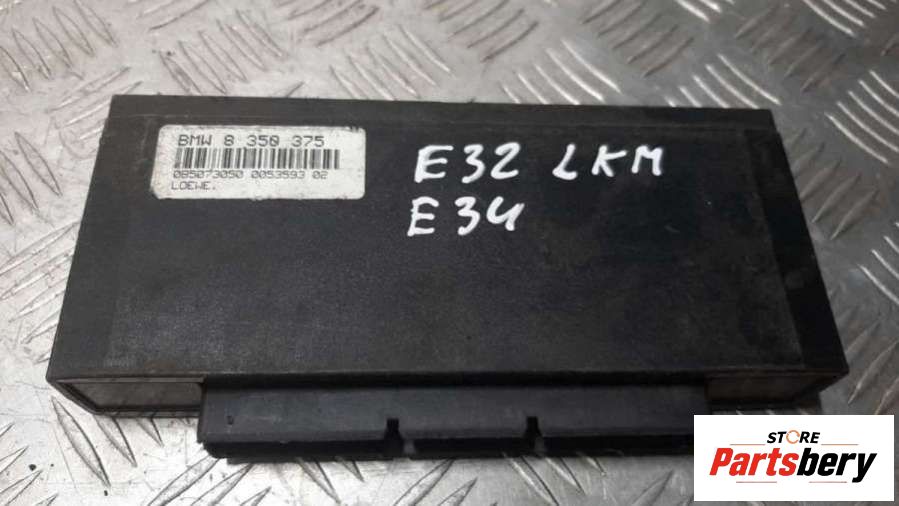 BMW 8 350 375
085073050 0053593 02
LOEWE.
E32 LKM
E34
STORE
Partsbery